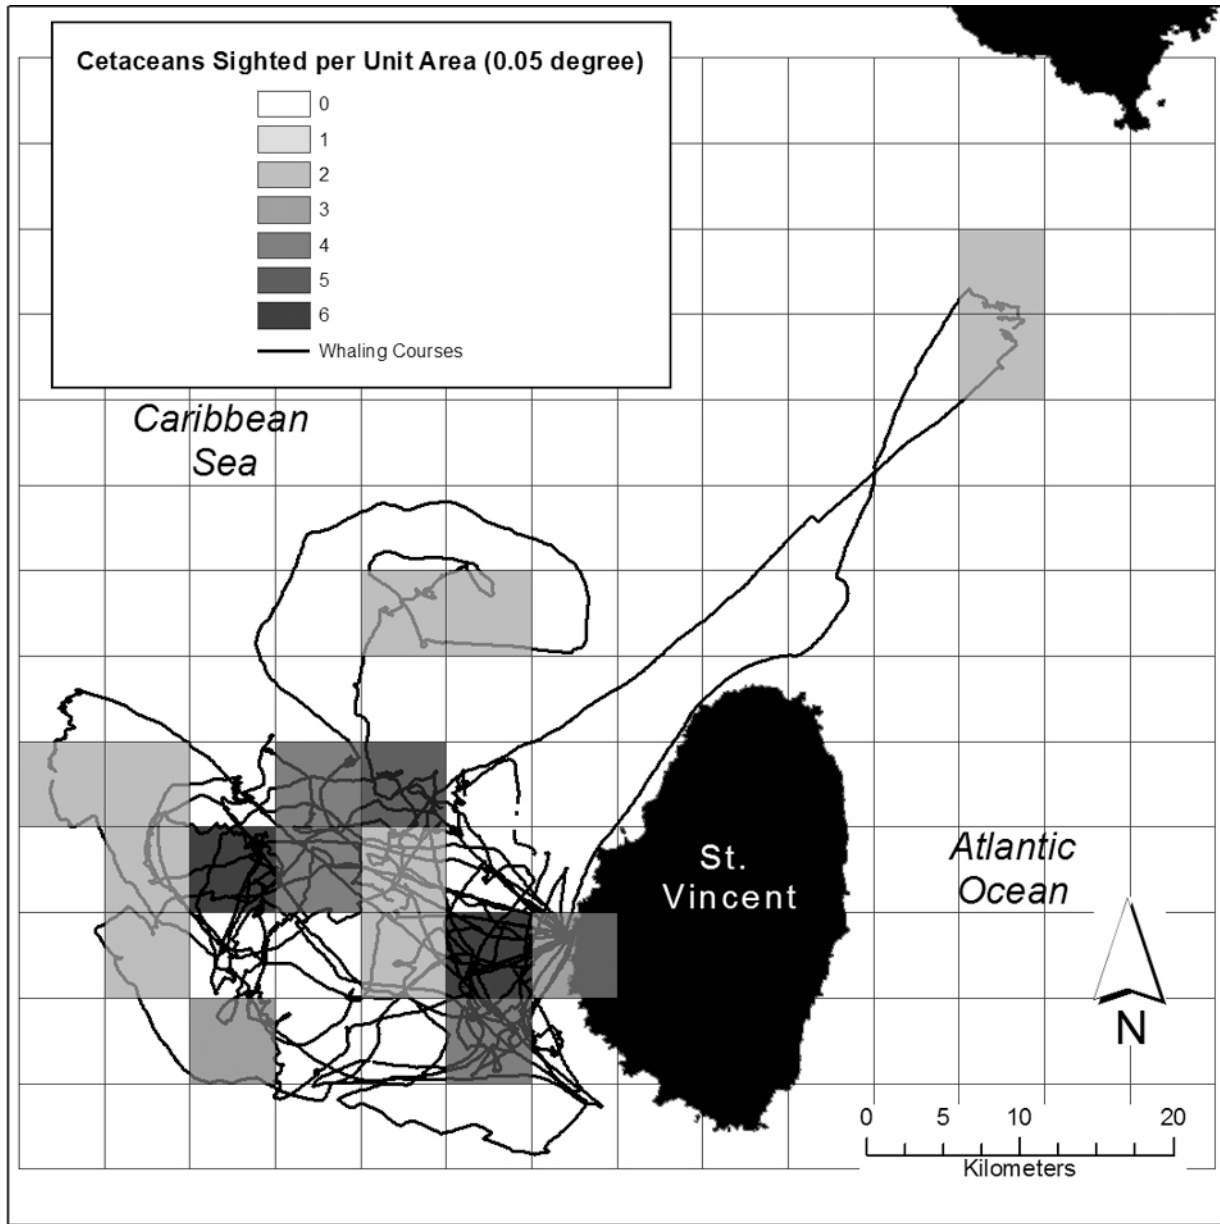 Cetaceans Sighted per Unit Area (0.05 degree)
0
1
2
3
4
5
6
Whaling Courses
Caribbean
Sea
St.
Vincent
Atlantic
Ocean
N
0 5 10 20
Kilometers